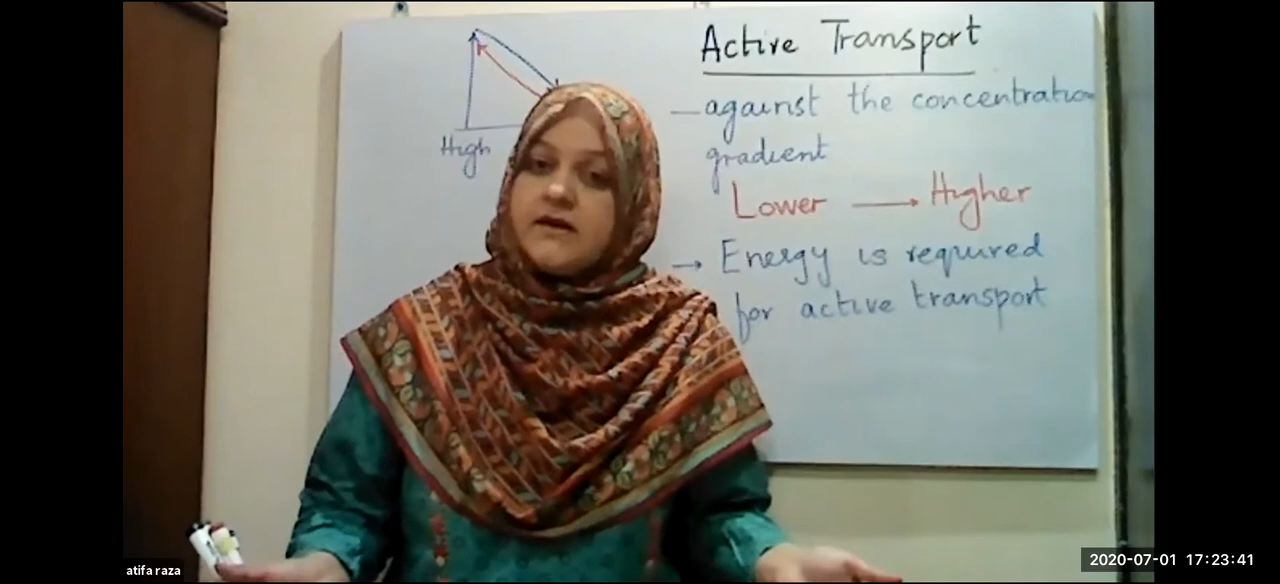 Active Transport
— against the concentration
gradient
Lower → Higher
→ Energy is required
for active transport
High
atifa raza
2020-07-01 17:23:41